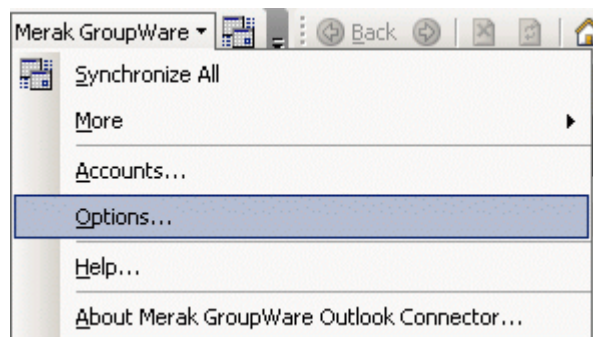 Merak GroupWare Back
Synchronize All
More
Accounts...
Options...
Help...
About Merak GroupWare Outlook Connector...